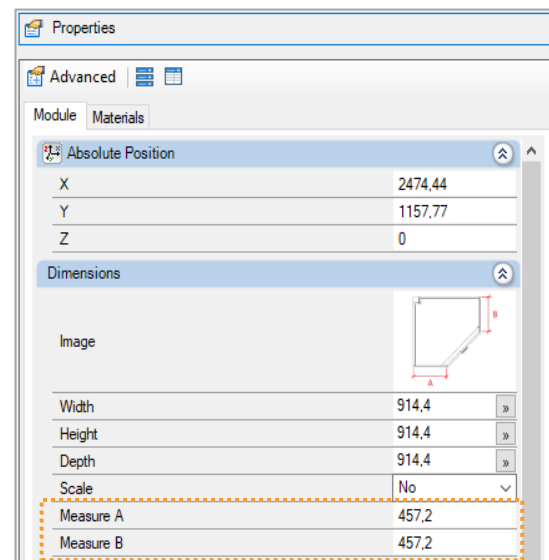 Properties
Advanced
Module Materials
Absolute Position
X 2474,44
Y 1157,77
Z 0
Dimensions
Image
B
A
Width 914,4 »
Height 914,4 »
Depth 914,4 »
Scale No
Measure A 457,2
Measure B 457,2